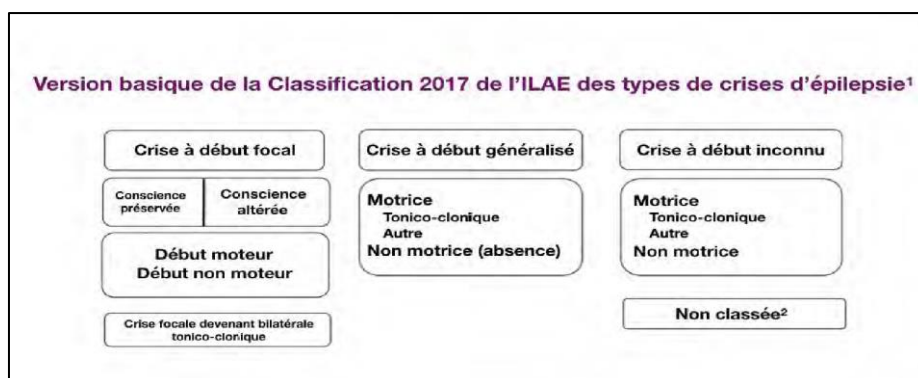 Version basique de la Classification 2017 de l'ILAE des types de crises d'épilepsie¹
Crise à début focal
Conscience
préservée
Conscience
altérée
Début moteur
Début non moteur
Crise focale devenant bilatérale
tonico-clonique
Crise à début généralisé
Motrice
Tonico-clonique
Autre
Non motrice (absence)
Crise à début inconnu
Motrice
Tonico-clonique
Autre
Non motrice
Non classée²